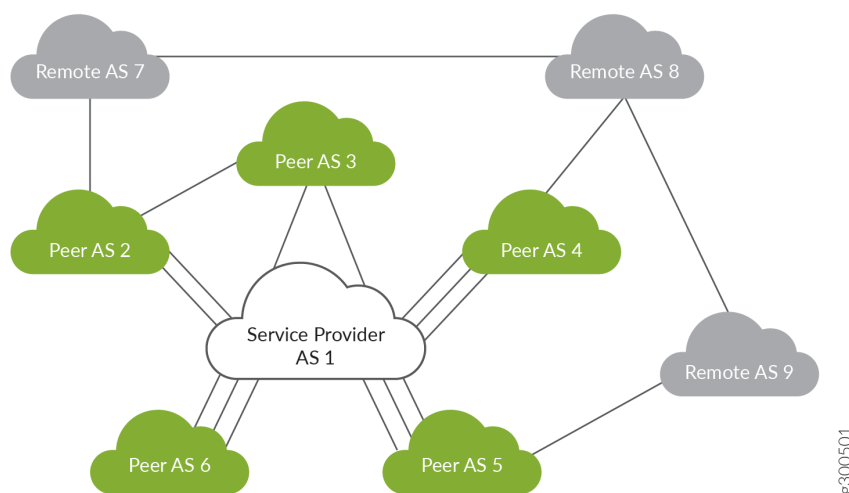 Remote AS 7
Remote AS 8
Peer AS 3
Peer AS 2
Peer AS 4
Service Provider
AS 1
Remote AS 9
Peer AS 6
Peer AS 5
g300501